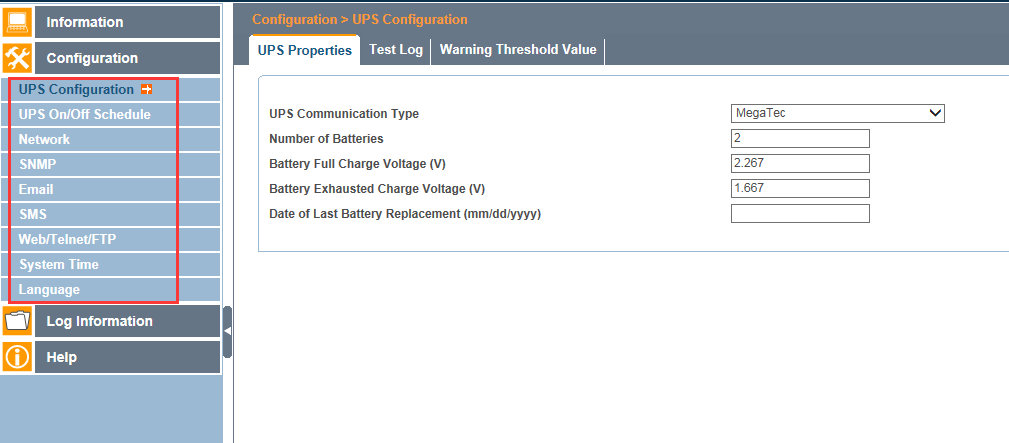 Information
Configuration
UPS Configuration
UPS On/Off Schedule
Network
SNMP
Email
SMS
Web/Telnet/FTP
System Time
Language
Log Information
Help
Configuration > UPS Configuration
UPS Properties Test Log Warning Threshold Value
UPS Communication Type MegaTec
Number of Batteries 2
Battery Full Charge Voltage (V) 2.267
Battery Exhausted Charge Voltage (V) 1.667
Date of Last Battery Replacement (mm/dd/yyyy)